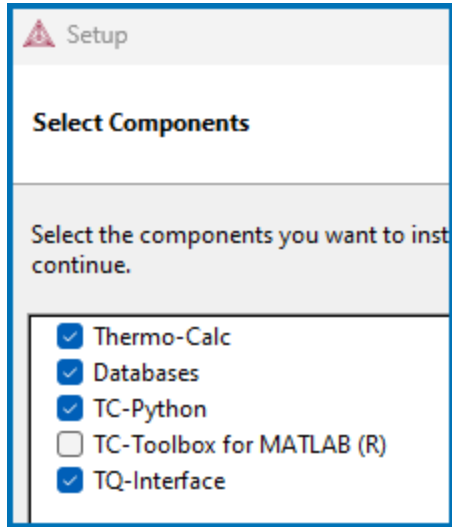 Setup
Select Components
Select the components you want to inst
continue.
Thermo-Calc
Databases
TC-Python
TC-Toolbox for MATLAB (R)
TQ-Interface